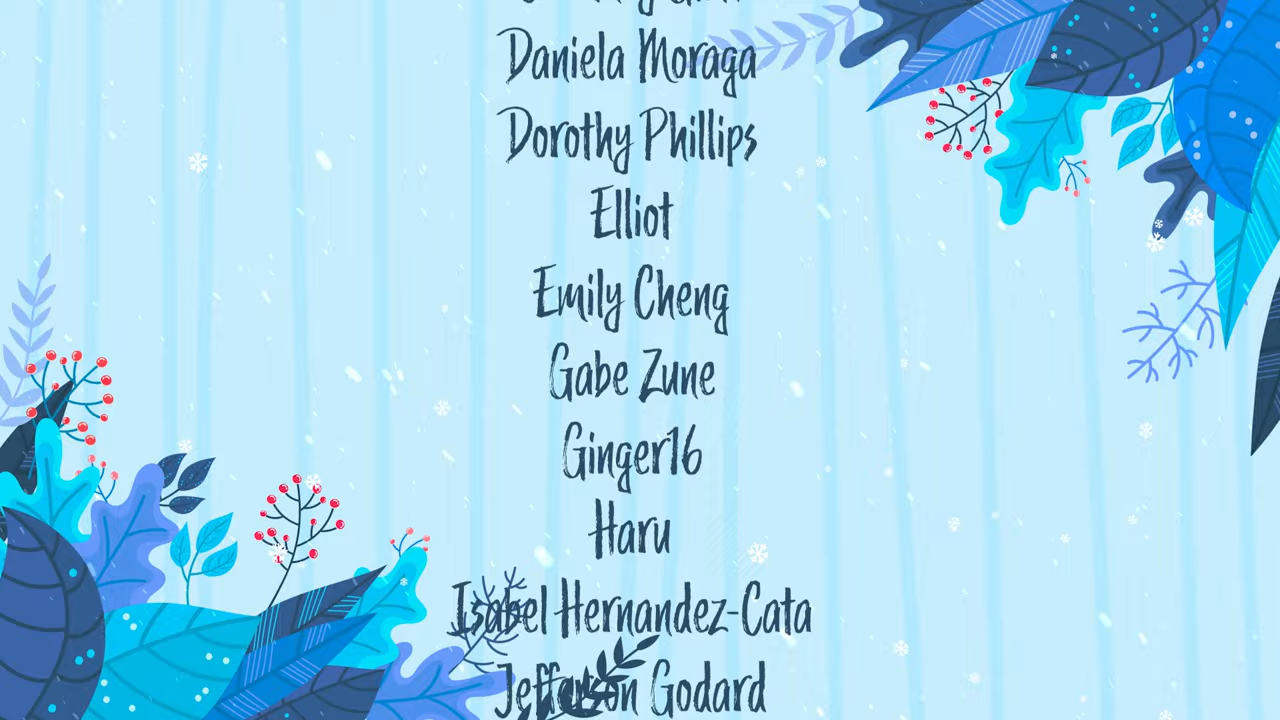 Daniela Moraga
Dorothy Phillips
Elliot
Emily Cheng
Gabe Zune
Ginger16
Haru
Isabel Hernandez-Cata
Jefferson Godard